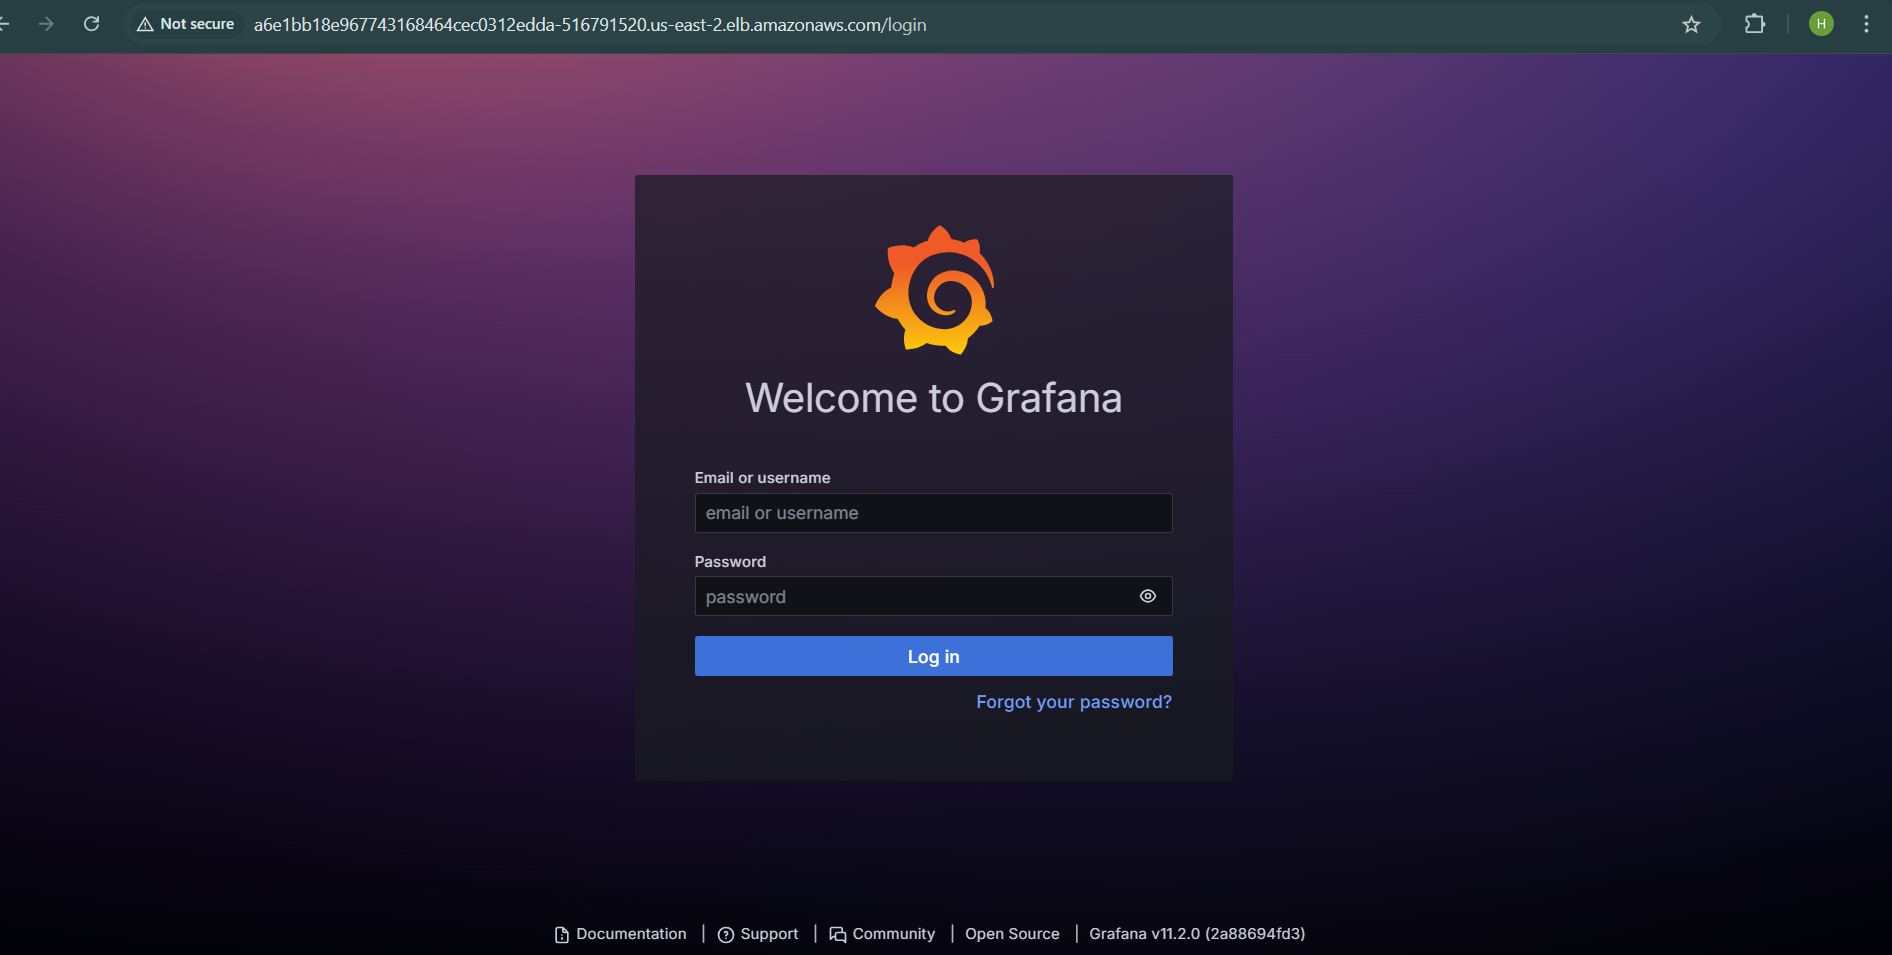 Not secure
a6e1bb18e967743168464cec0312edda-516791520.us-east-2.elb.amazonaws.com/login
H
Welcome to Grafana
Email or username
email or username
Password
password
Log in
Forgot your password?
Documentation | Support | Community | Open Source | Grafana v11.2.0 (2a88694fd3)